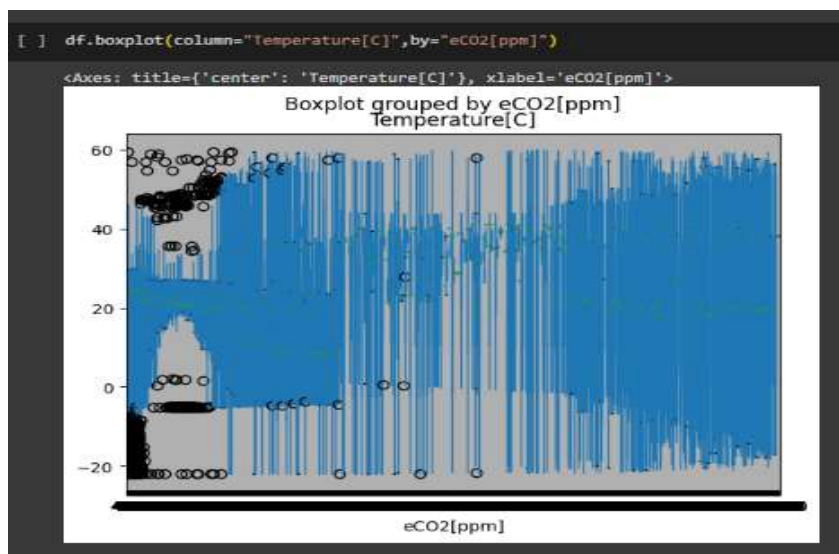 [ ] df.boxplot(column="Temperature[C]",by="eCO2[ppm]")
<Axes: title={'center': 'Temperature[C]'}, xlabel='eCO2[ppm]'>
Boxplot grouped by eCO2[ppm]
Temperature[C]
60
40
20
0
−20
eCO2[ppm]